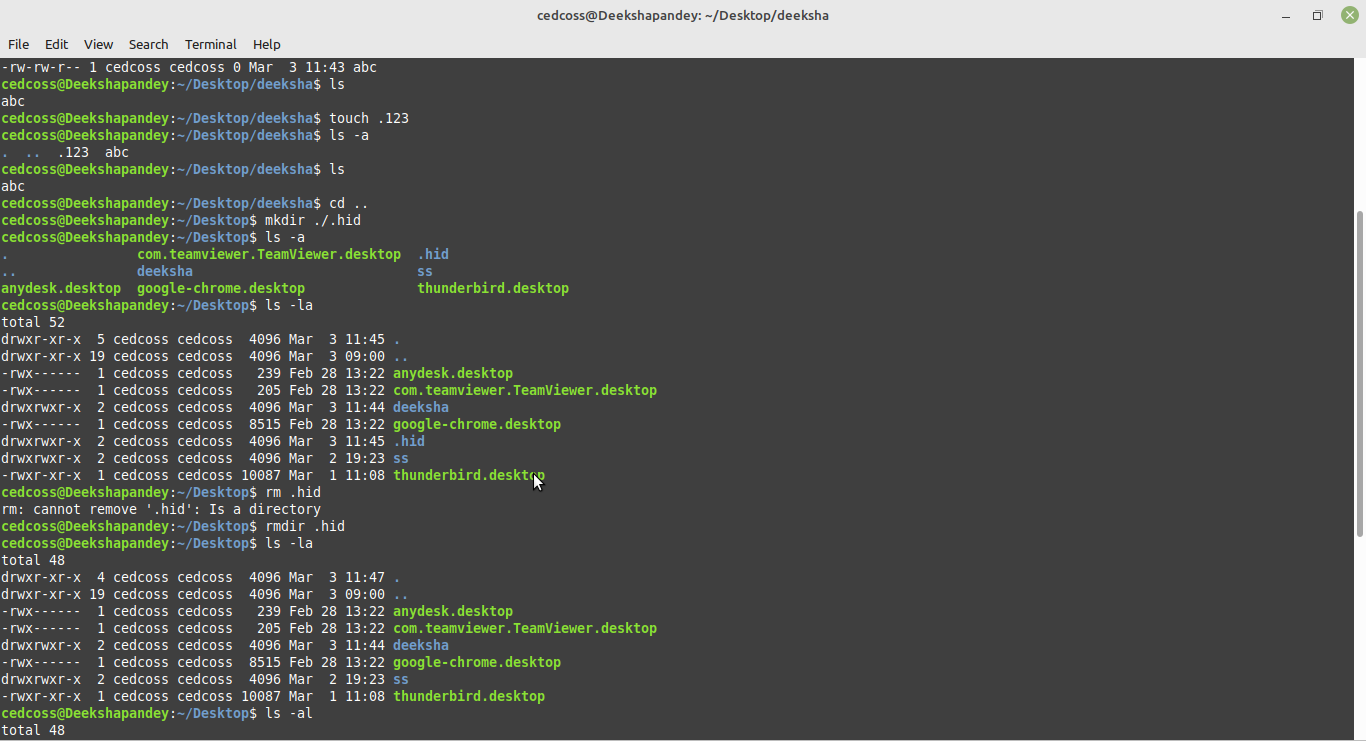 cedcoss@Deekshapandey: ~/Desktop/deeksha
File Edit View Search Terminal Help
-rw-rw-r-- 1 cedcoss cedcoss 0 Mar  3 11:43 abc
cedcoss@Deekshapandey:~/Desktop/deeksha$ ls
abc
cedcoss@Deekshapandey:~/Desktop/deeksha$ touch .123
cedcoss@Deekshapandey:~/Desktop/deeksha$ ls -a
.  ..  .123  abc
cedcoss@Deekshapandey:~/Desktop/deeksha$ ls
abc
cedcoss@Deekshapandey:~/Desktop/deeksha$ cd ..
cedcoss@Deekshapandey:~/Desktop$ mkdir ./.hid
cedcoss@Deekshapandey:~/Desktop$ ls -a
.                com.teamviewer.TeamViewer.desktop  .hid
..               deeksha                            ss
anydesk.desktop  google-chrome.desktop              thunderbird.desktop
cedcoss@Deekshapandey:~/Desktop$ ls -la
total 52
drwxr-xr-x  5 cedcoss cedcoss  4096 Mar  3 11:45 .
drwxr-xr-x 19 cedcoss cedcoss  4096 Mar  3 09:00 ..
-rwx------  1 cedcoss cedcoss   239 Feb 28 13:22 anydesk.desktop
-rwx------  1 cedcoss cedcoss   205 Feb 28 13:22 com.teamviewer.TeamViewer.desktop
drwxrwxr-x  2 cedcoss cedcoss  4096 Mar  3 11:44 deeksha
-rwx------  1 cedcoss cedcoss  8515 Feb 28 13:22 google-chrome.desktop
drwxrwxr-x  2 cedcoss cedcoss  4096 Mar  3 11:45 .hid
drwxrwxr-x  2 cedcoss cedcoss  4096 Mar  2 19:23 ss
-rwxr-xr-x  1 cedcoss cedcoss 10087 Mar  1 11:08 thunderbird.desktop
cedcoss@Deekshapandey:~/Desktop$ rm .hid
rm: cannot remove '.hid': Is a directory
cedcoss@Deekshapandey:~/Desktop$ rmdir .hid
cedcoss@Deekshapandey:~/Desktop$ ls -la
total 48
drwxr-xr-x  4 cedcoss cedcoss  4096 Mar  3 11:47 .
drwxr-xr-x 19 cedcoss cedcoss  4096 Mar  3 09:00 ..
-rwx------  1 cedcoss cedcoss   239 Feb 28 13:22 anydesk.desktop
-rwx------  1 cedcoss cedcoss   205 Feb 28 13:22 com.teamviewer.TeamViewer.desktop
drwxrwxr-x  2 cedcoss cedcoss  4096 Mar  3 11:44 deeksha
-rwx------  1 cedcoss cedcoss  8515 Feb 28 13:22 google-chrome.desktop
drwxrwxr-x  2 cedcoss cedcoss  4096 Mar  2 19:23 ss
-rwxr-xr-x  1 cedcoss cedcoss 10087 Mar  1 11:08 thunderbird.desktop
cedcoss@Deekshapandey:~/Desktop$ ls -al
total 48